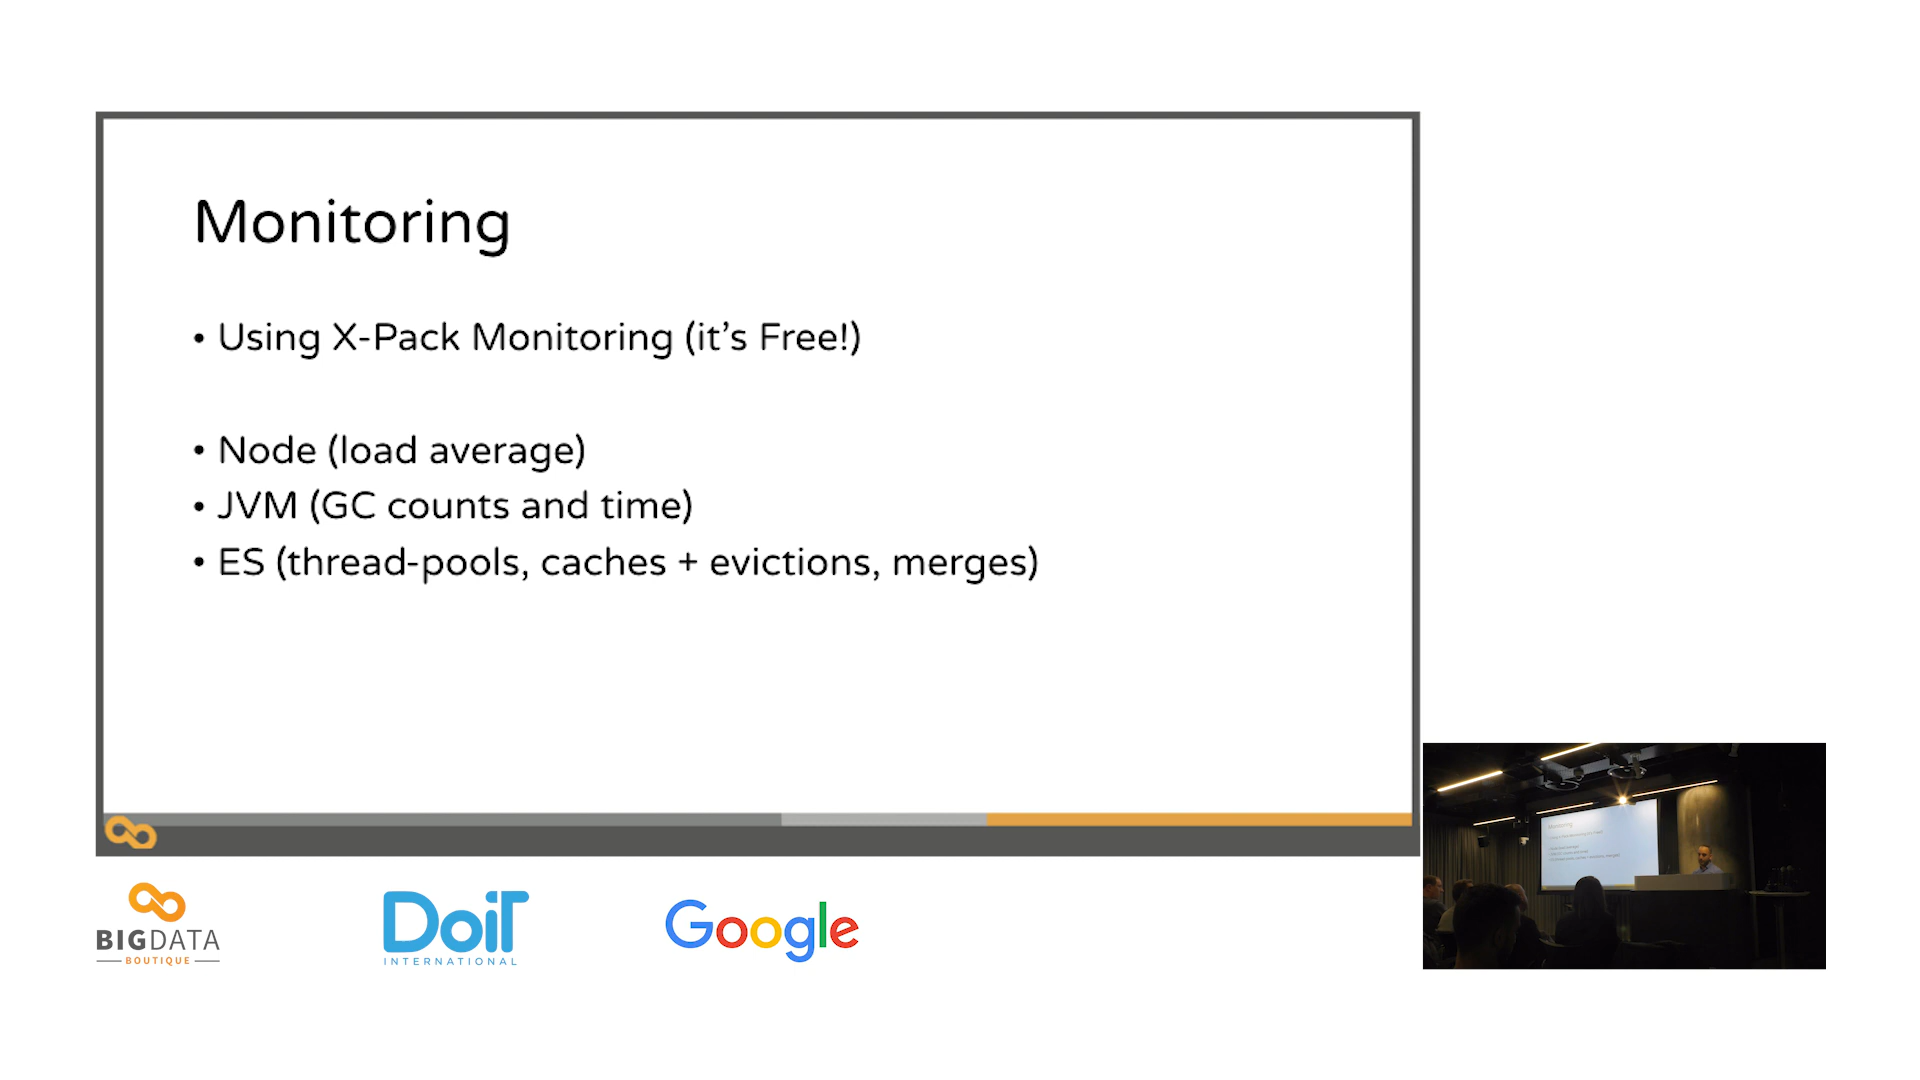 Monitoring
• Using X-Pack Monitoring (it’s Free!)
• Node (load average)
• JVM (GC counts and time)
• ES (thread-pools, caches + evictions, merges)
BIGDATA
BOUTIQUE
DoiT
INTERNATIONAL
Google
Monitoring